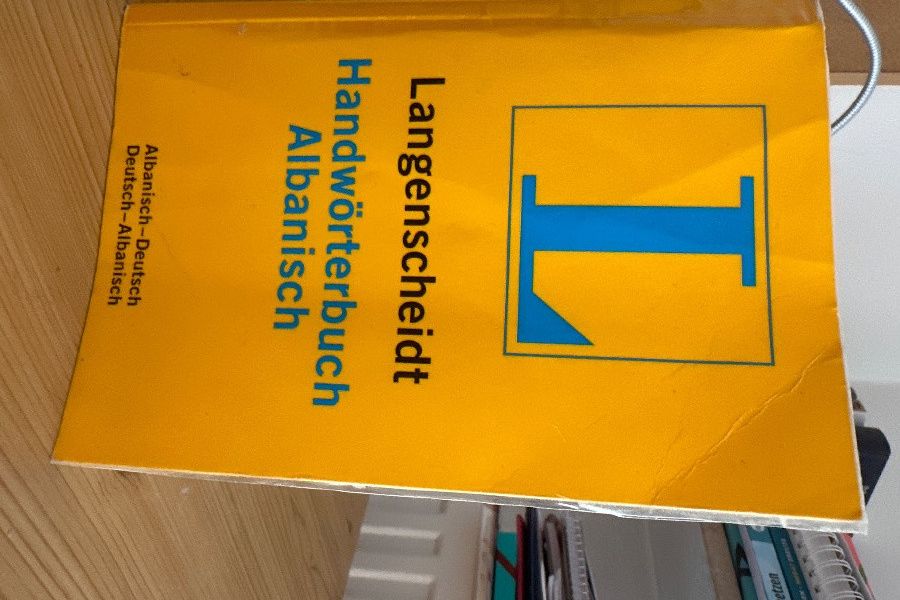 L
Langenscheidt
Handwörterbuch
Albanisch
Albanisch–Deutsch
Deutsch–Albanisch